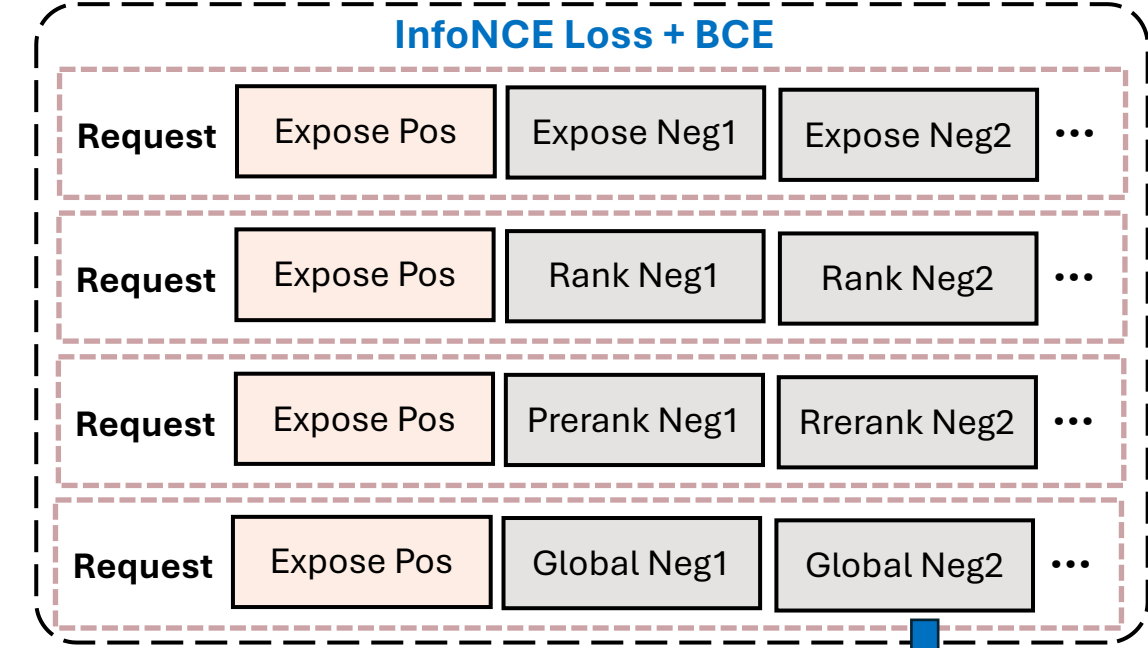 InfoNCE Loss + BCE
Request Expose Pos Expose Neg1 Expose Neg2 •••
Request Expose Pos Rank Neg1 Rank Neg2 •••
Request Expose Pos Prerank Neg1 Rrerank Neg2 •••
Request Expose Pos Global Neg1 Global Neg2 •••